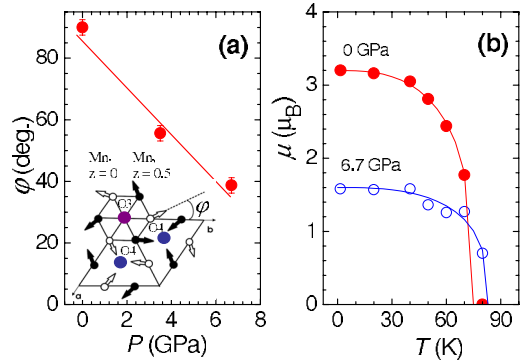 (a)
80
60
40
20
0
φ (deg.)
Mn, Mn,
z = 0 z = 0.5
O3
O4
O4
φ
b
a
0 2 4 6 8
P (GPa)
(b)
4
3
2
1
0
μ (μB)
0 GPa
6.7 GPa
0 30 60 90
T (K)